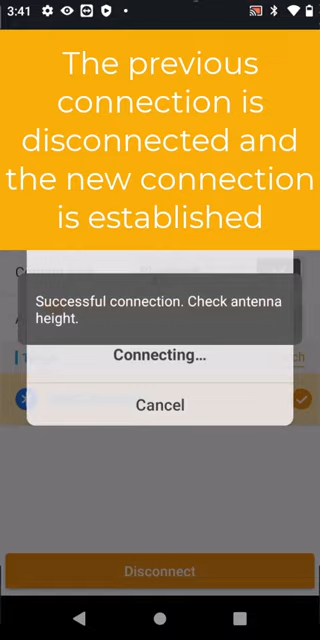 3:41
The previous
connection is
disconnected and
the new connection
is established
Successful connection. Check antenna
height.
Connecting...
Cancel
Disconnect